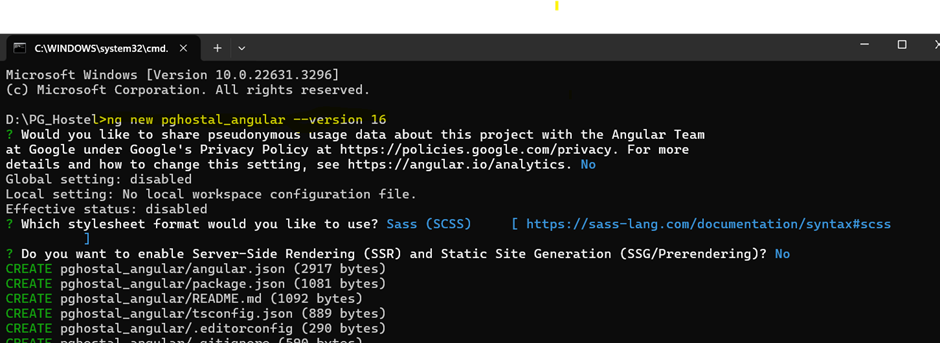 C:\WINDOWS\system32\cmd.
Microsoft Windows [Version 10.0.22631.3296]
(c) Microsoft Corporation. All rights reserved.
D:\PG_Hostel>ng new pghostal_angular --version 16
? Would you like to share pseudonymous usage data about this project with the Angular Team
at Google under Google's Privacy Policy at https://policies.google.com/privacy. For more
details and how to change this setting, see https://angular.io/analytics. No
Global setting: disabled
Local setting: No local workspace configuration file.
Effective status: disabled
? Which stylesheet format would you like to use? Sass (SCSS)     [ https://sass-lang.com/documentation/syntax#scss
]
? Do you want to enable Server-Side Rendering (SSR) and Static Site Generation (SSG/Prerendering)? No
CREATE pghostal_angular/angular.json (2917 bytes)
CREATE pghostal_angular/package.json (1081 bytes)
CREATE pghostal_angular/README.md (1092 bytes)
CREATE pghostal_angular/tsconfig.json (889 bytes)
CREATE pghostal_angular/.editorconfig (290 bytes)
CREATE pghostal_angular/.gitignore (590 bytes)